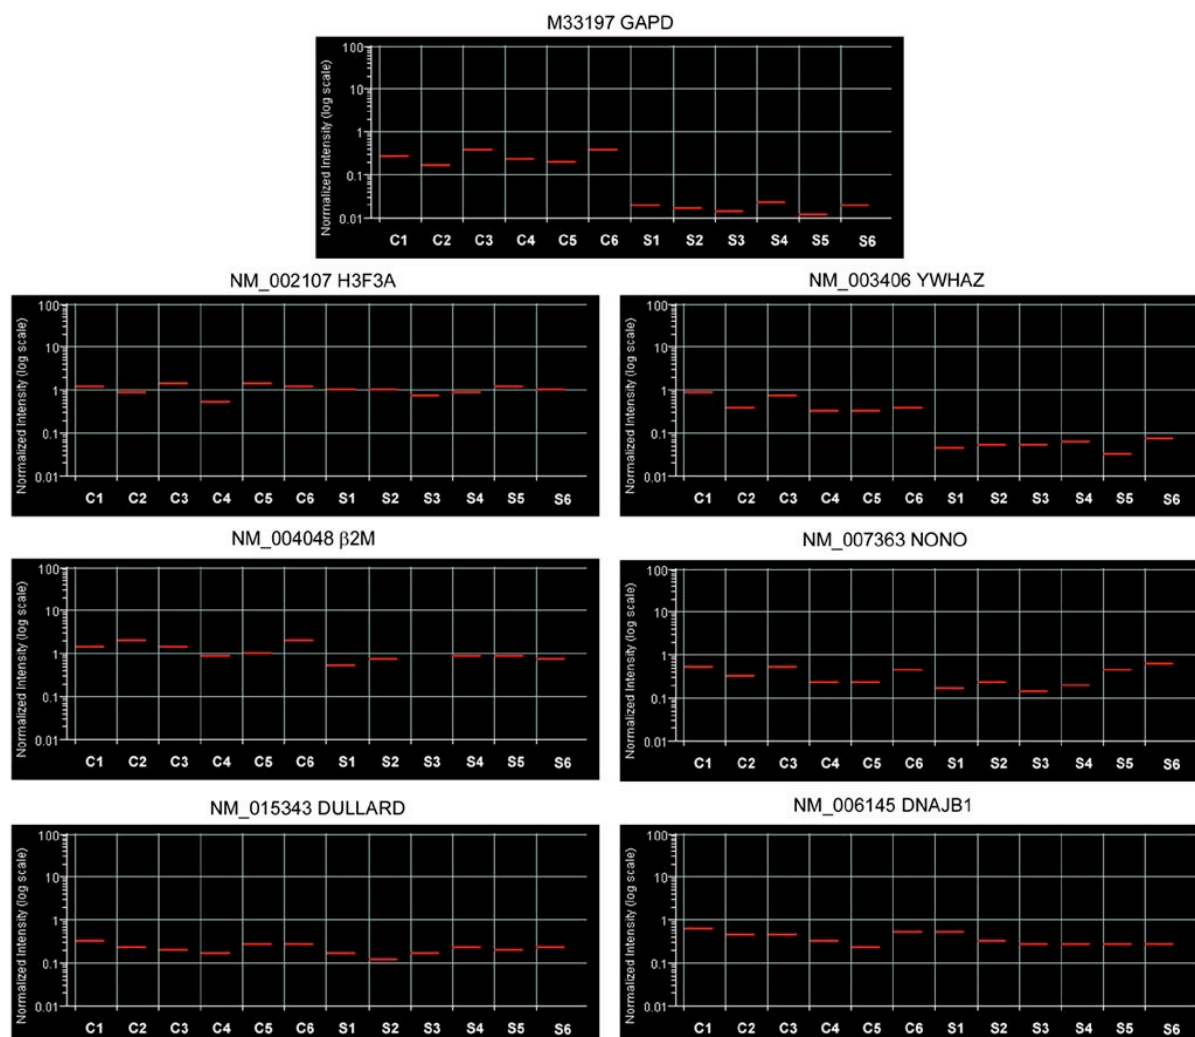 M33197 GAPD
Normalized Intensity (log scale)
100
10
1
0.1
0.01
C1 C2 C3 C4 C5 C6 S1 S2 S3 S4 S5 S6
NM_002107 H3F3A
Normalized Intensity (log scale)
100
10
1
0.1
0.01
C1 C2 C3 C4 C5 C6 S1 S2 S3 S4 S5 S6
NM_003406 YWHAZ
Normalized Intensity (log scale)
100
10
1
0.1
0.01
C1 C2 C3 C4 C5 C6 S1 S2 S3 S4 S5 S6
NM_004048 β2M
Normalized Intensity (log scale)
100
10
1
0.1
0.01
C1 C2 C3 C4 C5 C6 S1 S2 S3 S4 S5 S6
NM_007363 NONO
Normalized Intensity (log scale)
100
10
1
0.1
0.01
C1 C2 C3 C4 C5 C6 S1 S2 S3 S4 S5 S6
NM_015343 DULLARD
Normalized Intensity (log scale)
100
10
1
0.1
0.01
C1 C2 C3 C4 C5 C6 S1 S2 S3 S4 S5 S6
NM_006145 DNAJB1
Normalized Intensity (log scale)
100
10
1
0.1
0.01
C1 C2 C3 C4 C5 C6 S1 S2 S3 S4 S5 S6